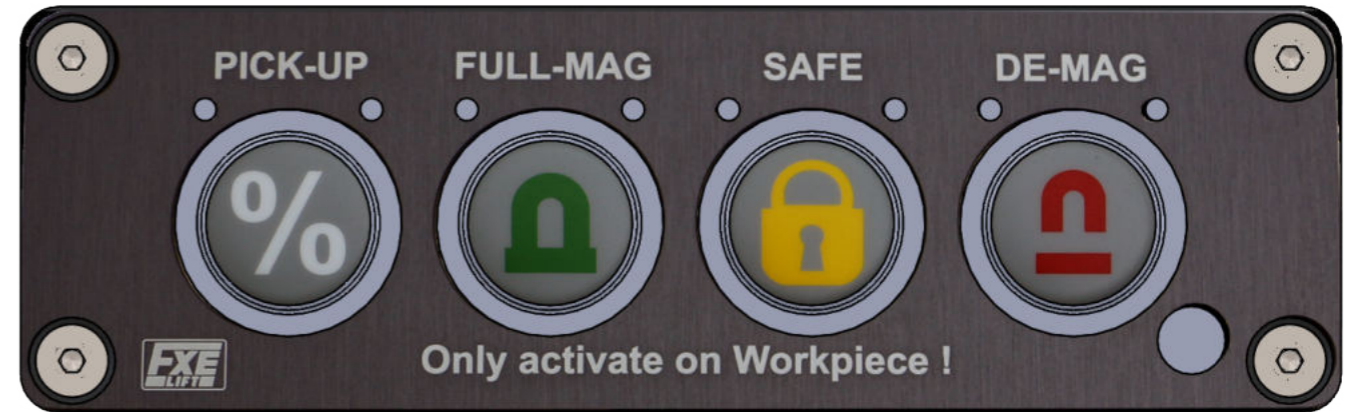 PICK-UP FULL-MAG SAFE DE-MAG
%
Only activate on Workpiece !
FXE
LIFT